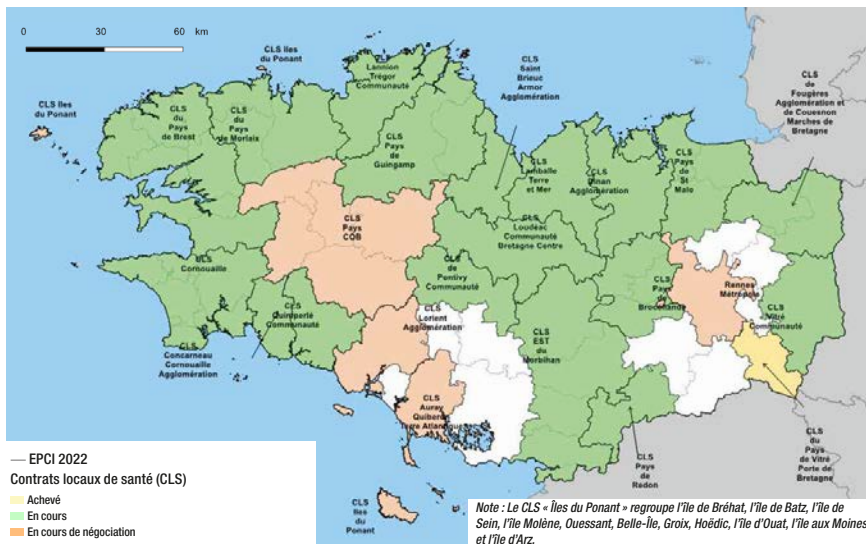 0 30 60 km
CLS Iles
du Ponant
CLS
Lannion
Trégor
Communauté
CLS
Saint
Brieuc
Armor
Agglomération
CLS
de Fougères
Agglomération et
de Couesnon
Marches de
Bretagne
CLS Iles
du Ponant
CLS
du
Pays
de Brest
CLS
du
Pays
de Morlaix
CLS
Pays
de
Guingamp
CLS
Lamballe
Terre
et Mer
CLS
Dinan
Agglomération
CLS
Pays
de
St
Malo
CLS
Pays
COB
CLS
Loudéac
Communauté
Bretagne Centre
CLS
Cornouaille
CLS
de
Pontivy
Communauté
CLS
Pays
de
Brocéliande
Rennes
Métropole
CLS
Vitré
Communauté
CLS
Quimperlé
Communauté
CLS
Lorient
Agglomération
CLS
EST
du
Morbihan
CLS
Concarneau
Cornouaille
Agglomération
CLS
Auray
Quiberon
Terre Atlantique
CLS
Pays
de
Redon
CLS
du
Pays
de Vitré
Porte de
Bretagne
CLS
Iles
du
Ponant
EPCI 2022
Contrats locaux de santé (CLS)
Achevé
En cours
En cours de négociation
Note : Le CLS « Îles du Ponant » regroupe l'île de Bréhat, l'île de Batz, l'île de
Sein, l'île Molène, Ouessant, Belle-Île, Groix, Hoëdic, l'île d'Ouat, l'île aux Moines
et l'île d'Arz.